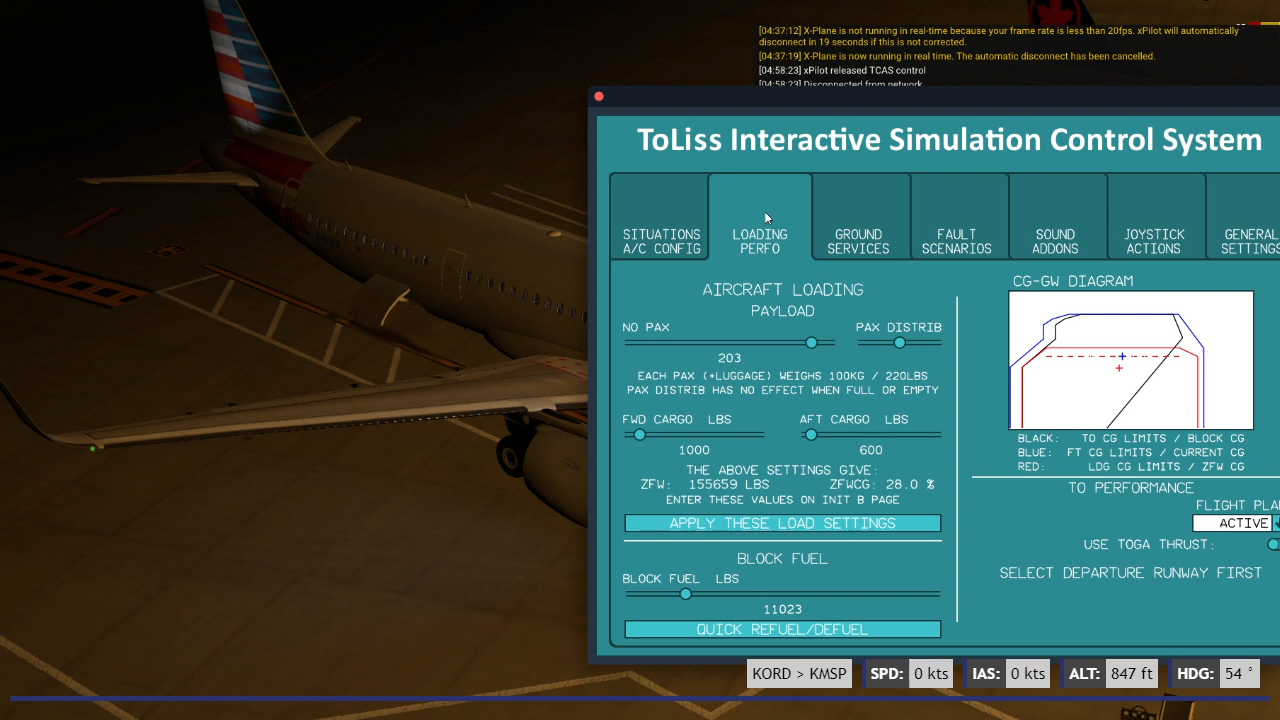 [04:37:12] X-Plane is not running in real-time because your frame rate is less than 20fps. xPilot will automatically
disconnect in 19 seconds if this is not corrected.
[04:37:19] X-Plane is now running in real time. The automatic disconnect has been cancelled.
[04:58:23] xPilot released TCAS control
[04:58:23] Disconnected from network
ToLiss Interactive Simulation Control System
SITUATIONS
A/C CONFIG
LOADING
PERFO
GROUND
SERVICES
FAULT
SCENARIOS
SOUND
ADDONS
JOYSTICK
ACTIONS
GENERAL
SETTINGS
AIRCRAFT LOADING
PAYLOAD
NO PAX
PAX DISTRIB
203
EACH PAX (+LUGGAGE) WEIGHS 100KG / 220LBS
PAX DISTRIB HAS NO EFFECT WHEN FULL OR EMPTY
FWD CARGO LBS
AFT CARGO LBS
1000
600
THE ABOVE SETTINGS GIVE:
ZFW: 155659 LBS
ZFWCG: 28.0 %
ENTER THESE VALUES ON INIT B PAGE
APPLY THESE LOAD SETTINGS
BLOCK FUEL
BLOCK FUEL LBS
11023
QUICK REFUEL/DEFUEL
CG-GW DIAGRAM
BLACK: TO CG LIMITS / BLOCK CG
BLUE: FT CG LIMITS / CURRENT CG
RED: LDG CG LIMITS / ZFW CG
TO PERFORMANCE
FLIGHT PLA
ACTIVE
USE TOGA THRUST:
SELECT DEPARTURE RUNWAY FIRST
KORD > KMSP
SPD: 0 kts
IAS: 0 kts
ALT: 847 ft
HDG: 54 °